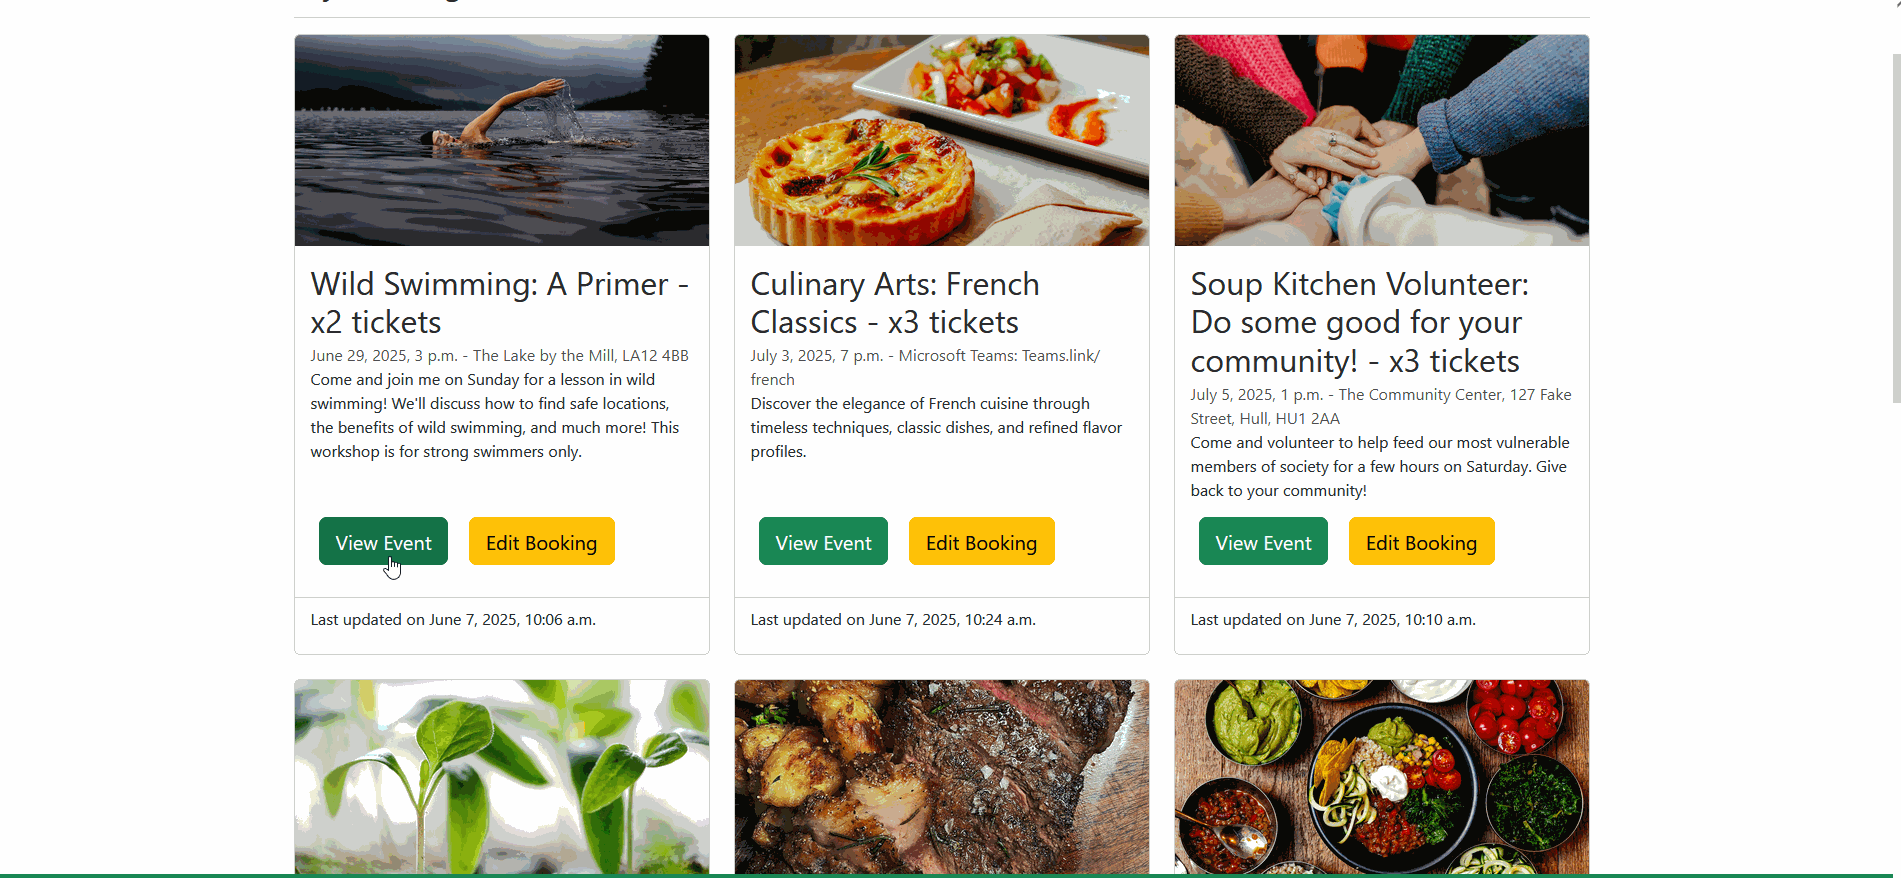 Wild Swimming: A Primer -
x2 tickets
June 29, 2025, 3 p.m. - The Lake by the Mill, LA12 4BB
Come and join me on Sunday for a lesson in wild
swimming! We'll discuss how to find safe locations,
the benefits of wild swimming, and much more! This
workshop is for strong swimmers only.
View Event
Edit Booking
Last updated on June 7, 2025, 10:06 a.m.
Culinary Arts: French
Classics - x3 tickets
July 3, 2025, 7 p.m. - Microsoft Teams: Teams.link/
french
Discover the elegance of French cuisine through
timeless techniques, classic dishes, and refined flavor
profiles.
View Event
Edit Booking
Last updated on June 7, 2025, 10:24 a.m.
Soup Kitchen Volunteer:
Do some good for your
community! - x3 tickets
July 5, 2025, 1 p.m. - The Community Center, 127 Fake
Street, Hull, HU1 2AA
Come and volunteer to help feed our most vulnerable
members of society for a few hours on Saturday. Give
back to your community!
View Event
Edit Booking
Last updated on June 7, 2025, 10:10 a.m.